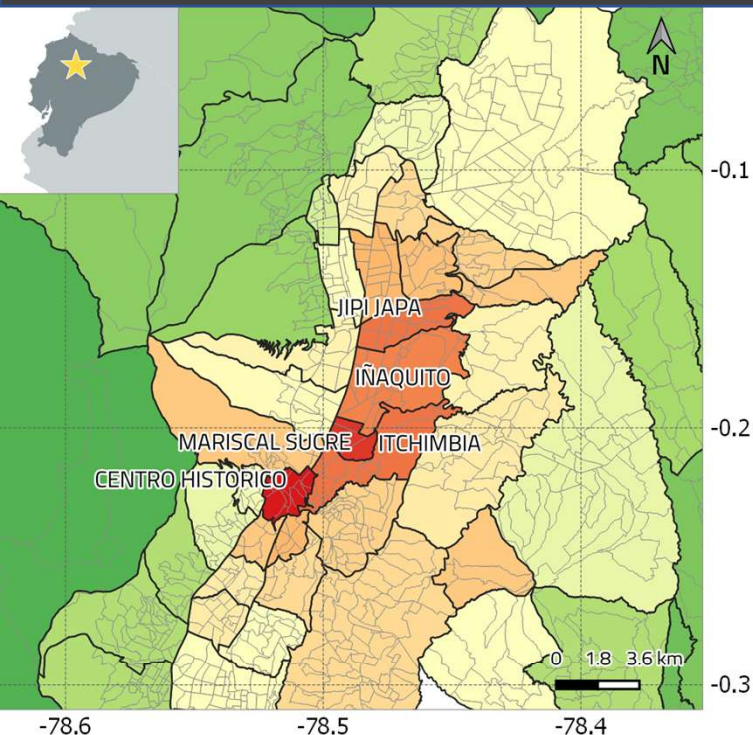 N
-0.1
JIPI JAPA
IÑAQUITO
MARISCAL SUCRE
ITCHIMBIA
-0.2
CENTRO HISTORICO
0 1.8 3.6 km
-0.3
-78.6 -78.5 -78.4